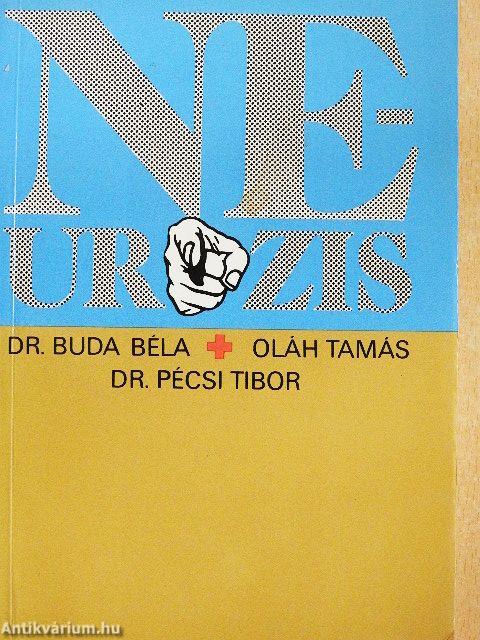 NE-
UR ZIS
DR. BUDA BÉLA + OLÁH TAMÁS
DR. PÉCSI TIBOR
Antikvárium.hu